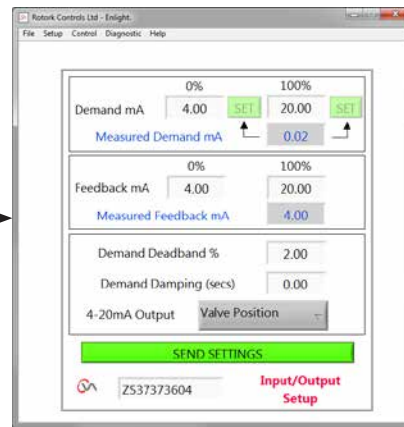 Rotork Controls Ltd - Enlight.
File Setup Control Diagnostic Help
0% 100%
Demand mA 4.00 SET 20.00 SET
Measured Demand mA 0.02
0% 100%
Feedback mA 4.00 20.00
Measured Feedback mA 4.00
Demand Deadband % 2.00
Demand Damping (secs) 0.00
4-20mA Output Valve Position
SEND SETTINGS
ZS37373604 Input/Output
Setup